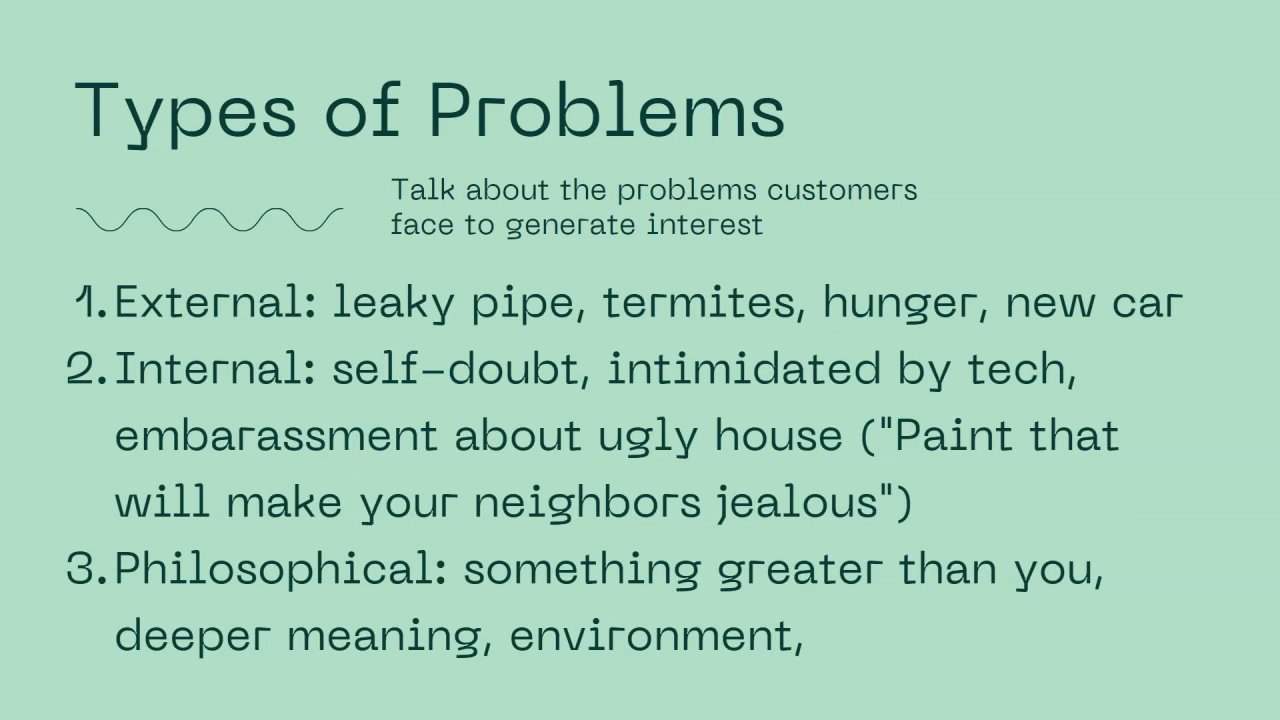 Types of Problems
Talk about the problems customers
face to generate interest
1. External: leaky pipe, termites, hunger, new car
2. Internal: self-doubt, intimidated by tech,
embarassment about ugly house ("Paint that
will make your neighbors jealous")
3. Philosophical: something greater than you,
deeper meaning, environment,